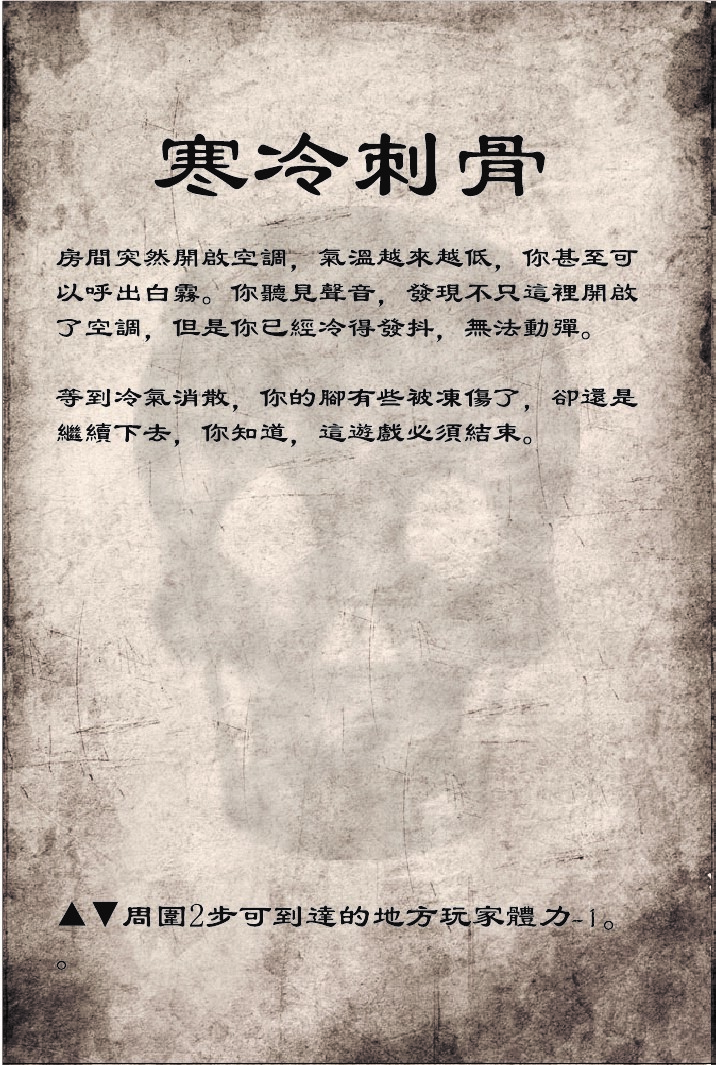 寒冷刺骨
房間突然開啟空調，氣溫越來越低，你甚至可
以呼出白霧。你聽見聲音，發現不只這裡開啟
了空調，但是你已經冷得發抖，無法動彈。
等到冷氣消散，你的腳有些被凍傷了，卻還是
繼續下去，你知道，這遊戲必須結束。
▲▼周圍2步可到達的地方玩家體力-1。
。